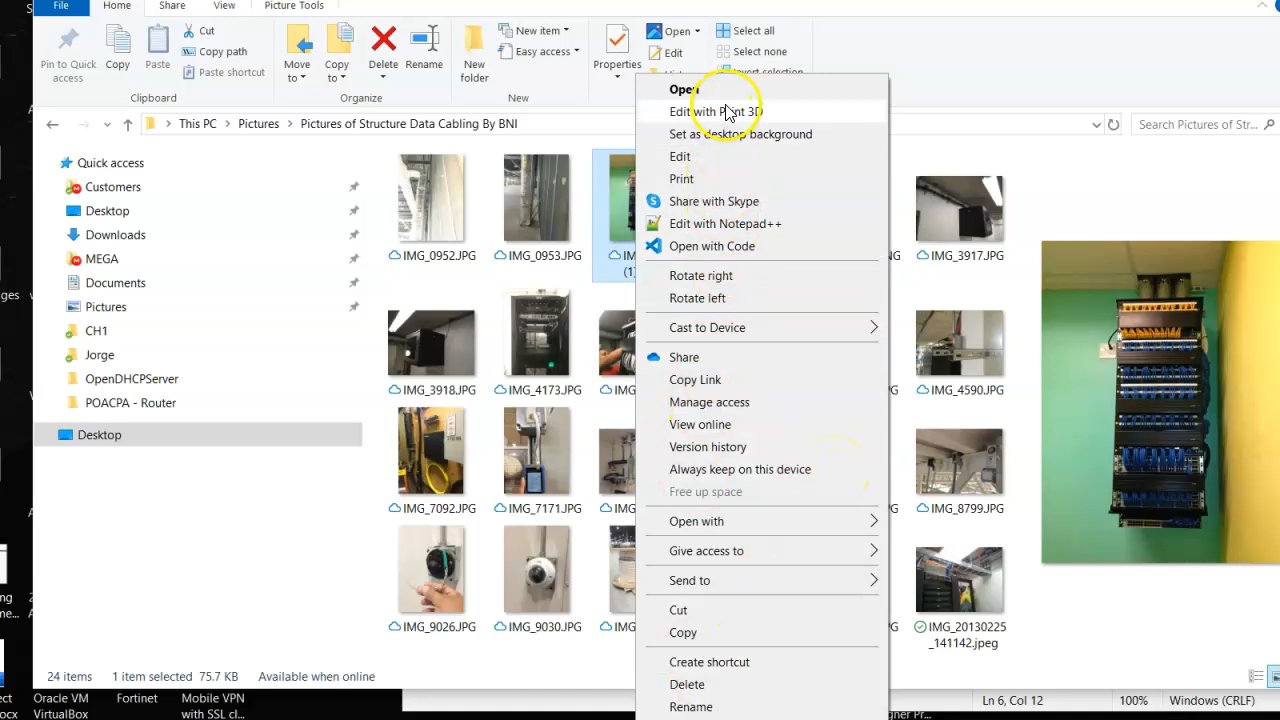 File Home Share View Picture Tools
Pin to Quick access
Copy
Paste
Cut
Copy path
Paste shortcut
Clipboard
Move to
Copy to
Delete
Rename
Organize
New folder
New item
Easy access
New
Properties
Open
Edit
Select all
Select none
Invert selection
This PC Pictures Pictures of Structure Data Cabling By BNI
Search Pictures of Str...
Quick access
Customers
Desktop
Downloads
MEGA
Documents
Pictures
CH1
Jorge
OpenDHCPServer
POACPA - Router
Desktop
IMG_0952.JPG IMG_0953.JPG IMG_3917.JPG
IMG_3918.JPG IMG_4173.JPG IMG_4590.JPG
IMG_7092.JPG IMG_7171.JPG IMG_8799.JPG
IMG_9026.JPG IMG_9030.JPG IMG_20130225
_141142.jpeg
Open
Edit with Paint 3D
Set as desktop background
Edit
Print
Share with Skype
Edit with Notepad++
Open with Code
Rotate right
Rotate left
Cast to Device
Share
Copy Link
Manage access
View online
Version history
Always keep on this device
Free up space
Open with
Give access to
Send to
Cut
Copy
Create shortcut
Delete
Rename
24 items 1 item selected 75.7 KB Available when online
Oracle VM
VirtualBox
Fortinet
Mobile VPN
with SSL cl...
Ln 6, Col 12 100% Windows (CRLF)